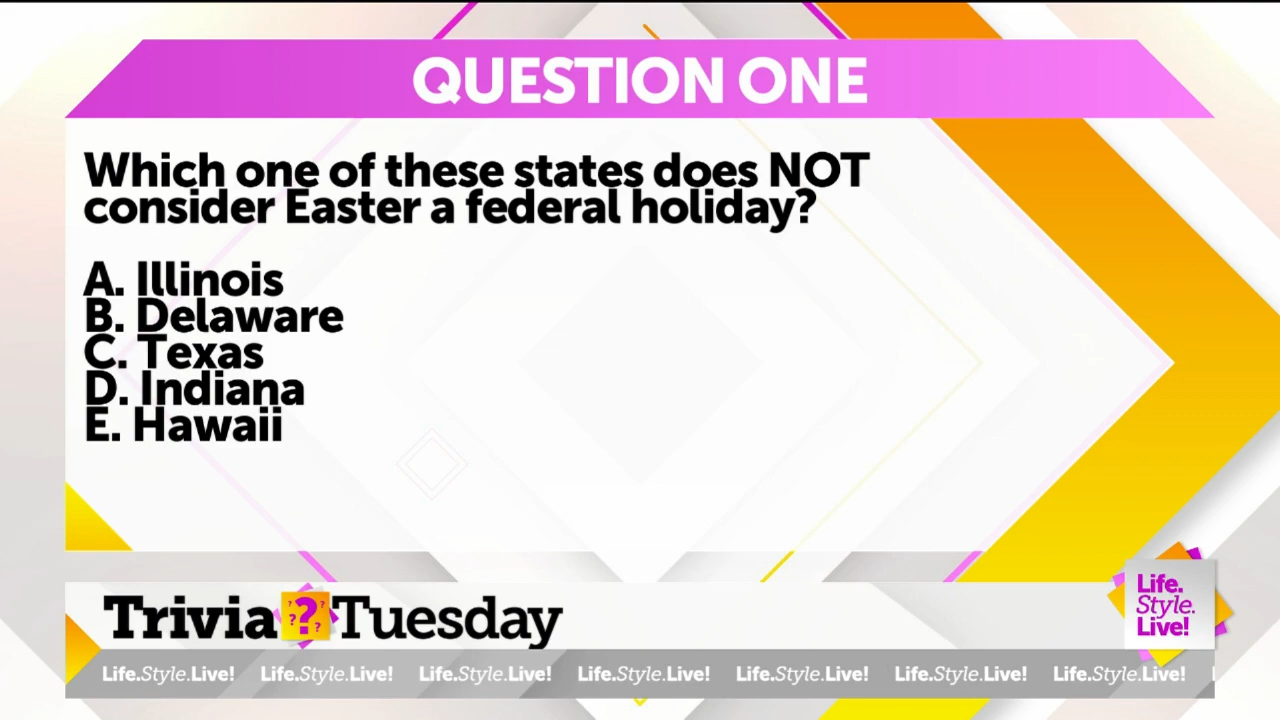 QUESTION ONE
Which one of these states does NOT
consider Easter a federal holiday?
A. Illinois
B. Delaware
C. Texas
D. Indiana
E. Hawaii
Trivia ? Tuesday
Life.
Style.
Live!
Life.Style.Live! Life.Style.Live! Life.Style.Live! Life.Style.Live! Life.Style.Live! Life.Style.Live! Life.Style.Live!